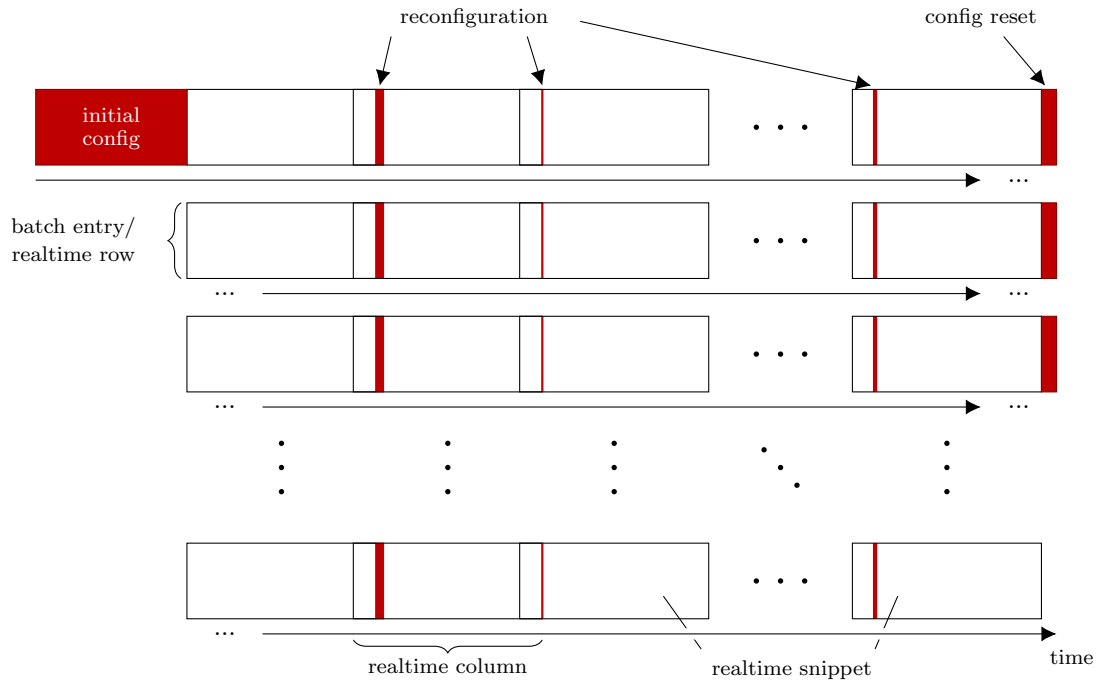 reconfiguration
config reset
initial
config
...
batch entry/
realtime row
...
...
...
...
...
time
realtime column
realtime snippet